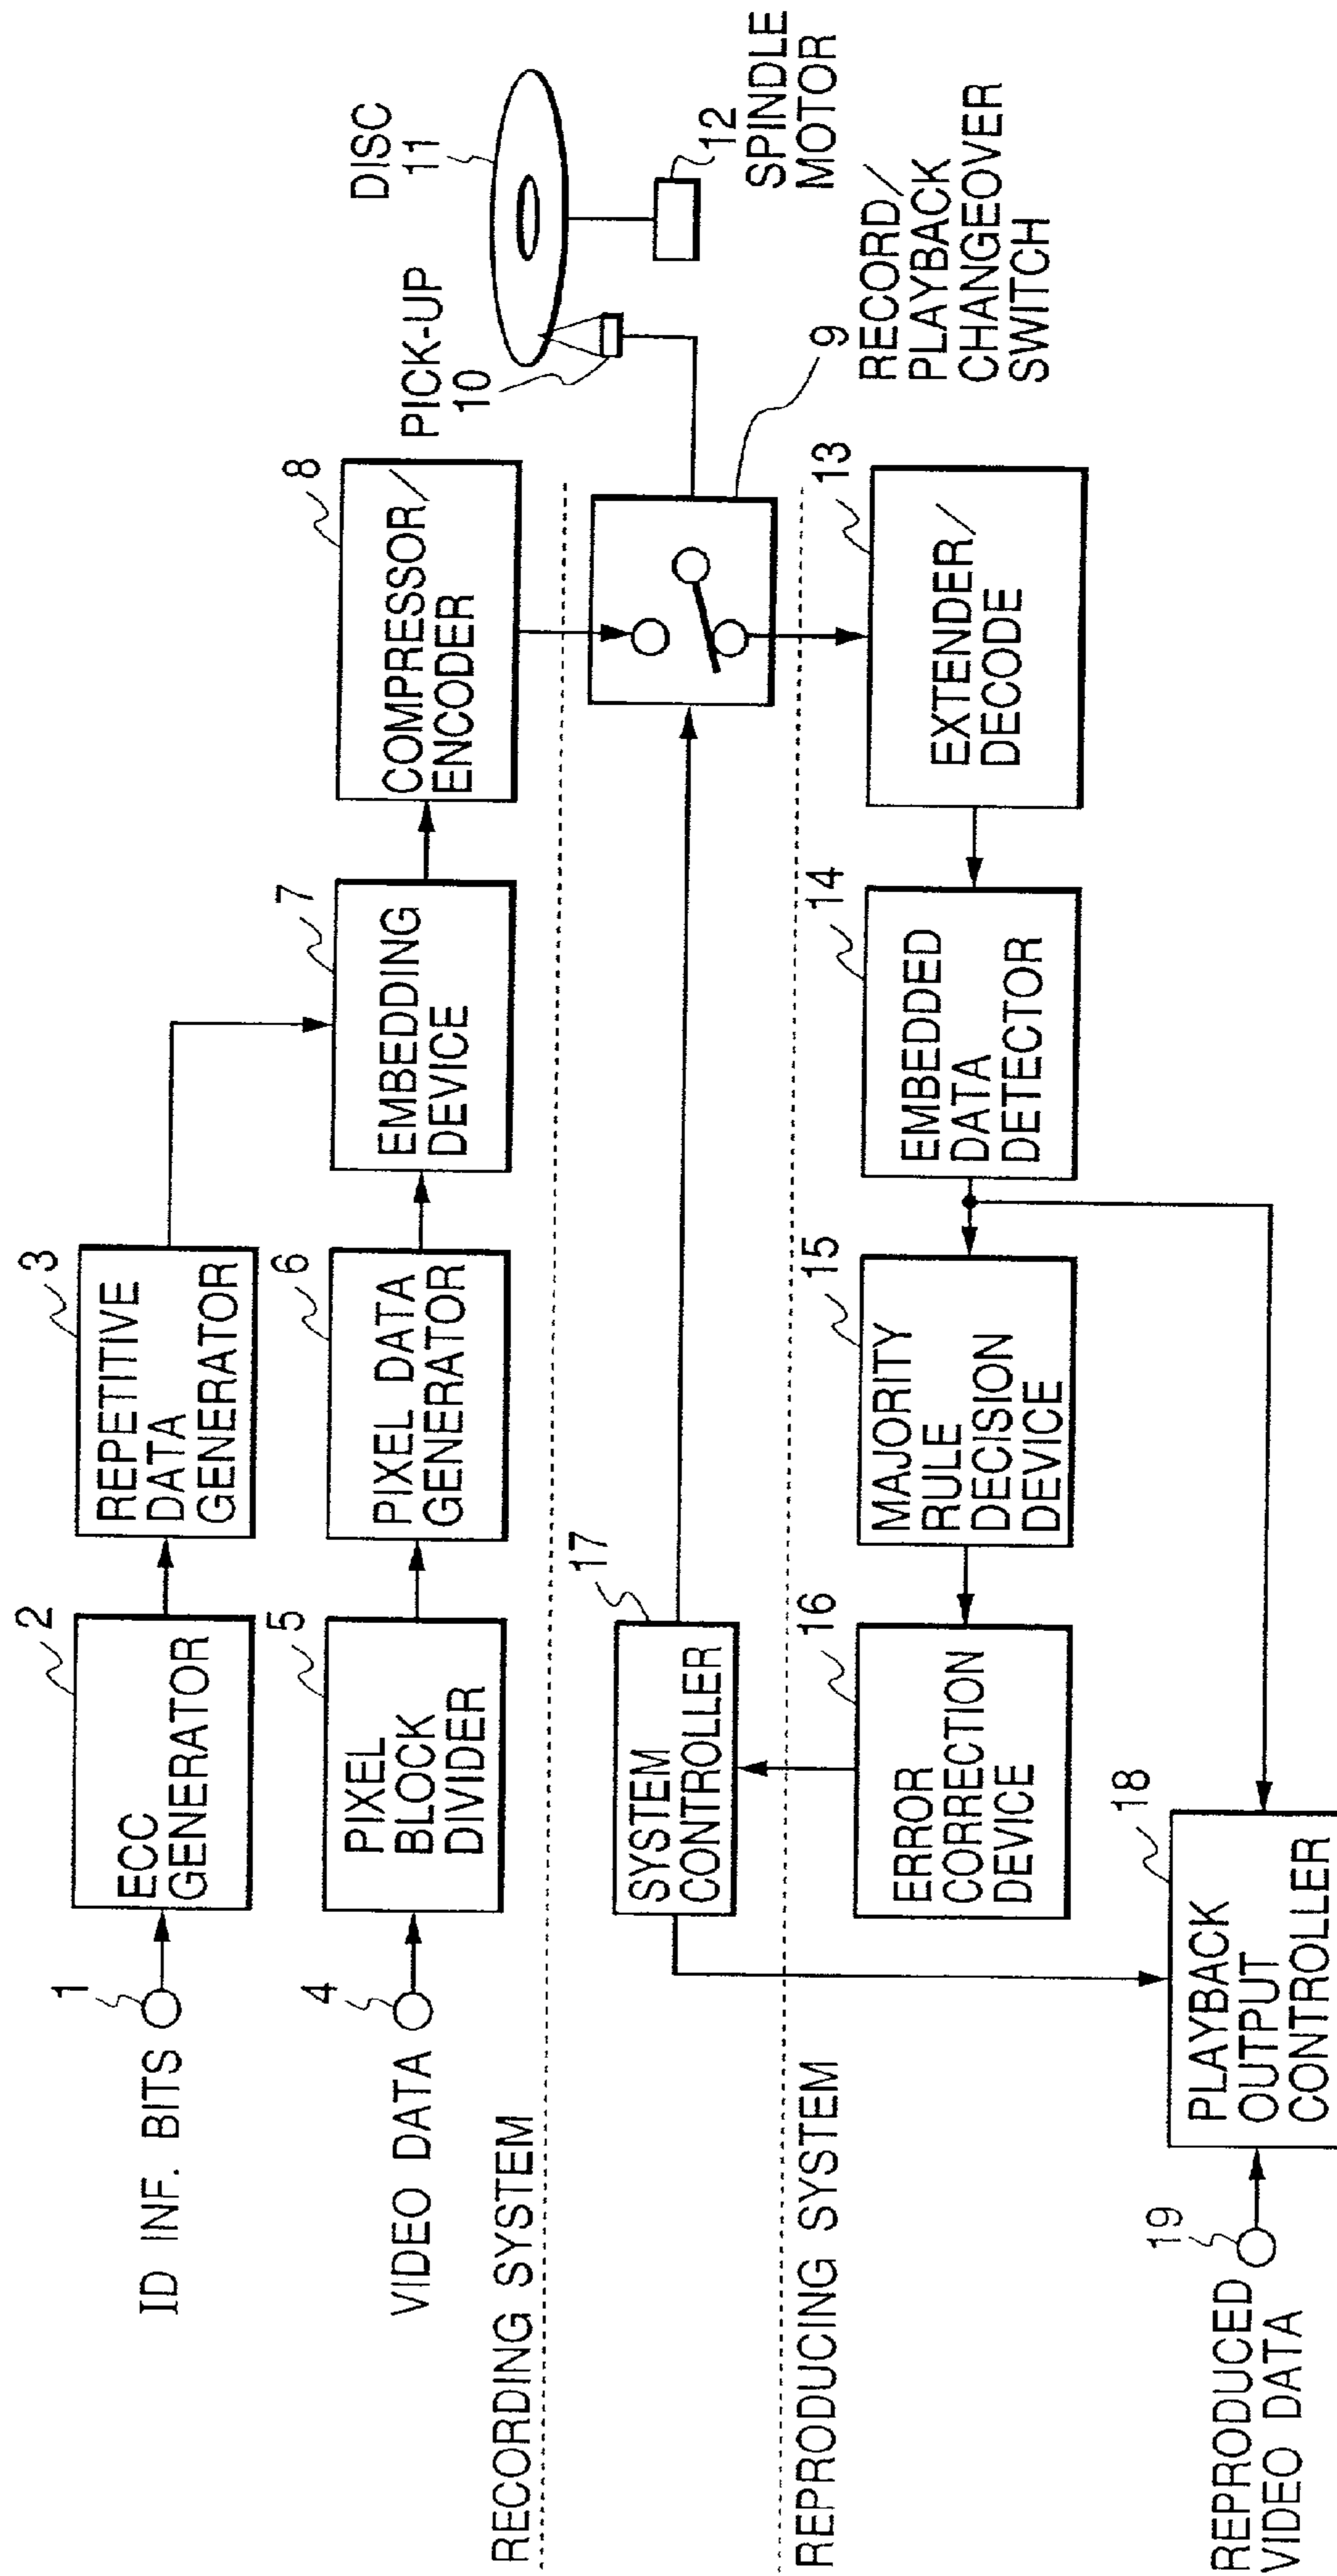 ID INF. BITS
1
2
ECC
GENERATOR
3
REPETITIVE
DATA
GENERATOR
VIDEO DATA
4
5
PIXEL
BLOCK
DIVIDER
6
PIXEL DATA
GENERATOR
7
EMBEDDING
DEVICE
8
COMPRESSOR/
ENCODER
PICK-UP
10
DISC
11
12
SPINDLE
MOTOR
RECORDING SYSTEM
17
SYSTEM
CONTROLLER
9
RECORD/
PLAYBACK
CHANGEOVER
SWITCH
REPRODUCING SYSTEM
16
ERROR
CORRECTION
DEVICE
15
MAJORITY
RULE
DECISION
DEVICE
14
EMBEDDED
DATA
DETECTOR
13
EXTENDER/
DECODE
REPRODUCED
VIDEO DATA
19
18
PLAYBACK
OUTPUT
CONTROLLER